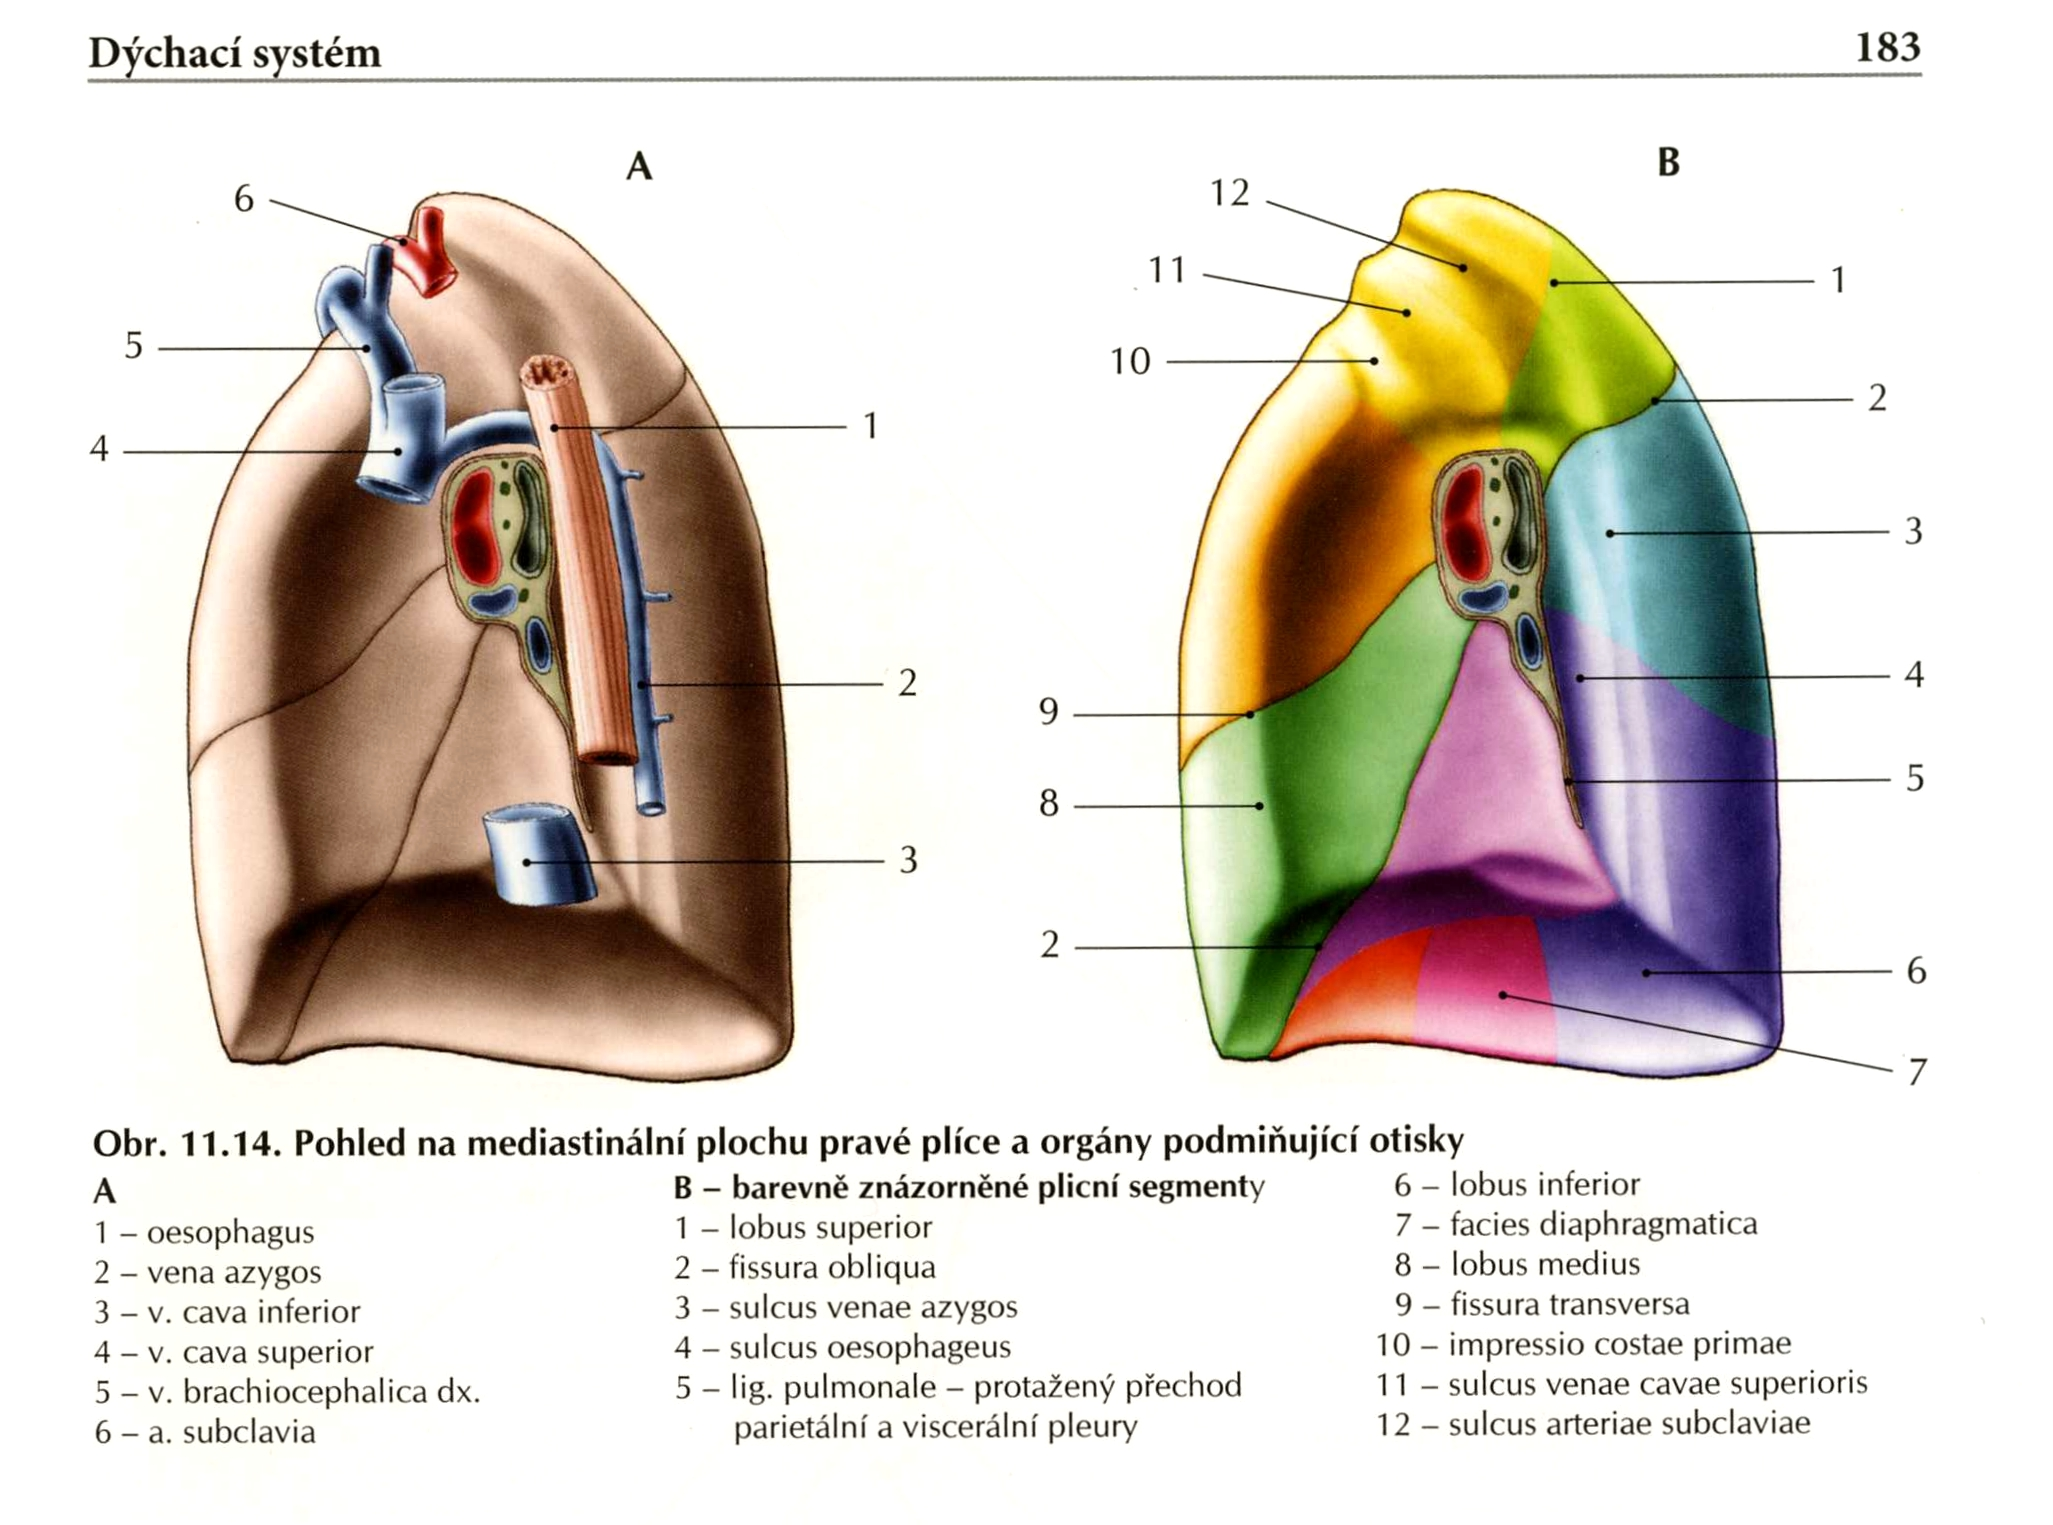 Dýchací systém 183
A
B
6
5
4
1
2
3
12
11
10
9
8
2
1
2
3
4
5
6
7
Obr. 11.14. Pohled na mediastinální plochu pravé plíce a orgány podmiňující otisky
A
1 – oesophagus
2 – vena azygos
3 – v. cava inferior
4 – v. cava superior
5 – v. brachiocephalica dx.
6 – a. subclavia
B – barevně znázorněné plicní segmenty
1 – lobus superior
2 – fissura obliqua
3 – sulcus venae azygos
4 – sulcus oesophageus
5 – lig. pulmonale – protažený přechod
parietální a viscerální pleury
6 – lobus inferior
7 – facies diaphragmatica
8 – lobus medius
9 – fissura transversa
10 – impressio costae primae
11 – sulcus venae cavae superioris
12 – sulcus arteriae subclaviae